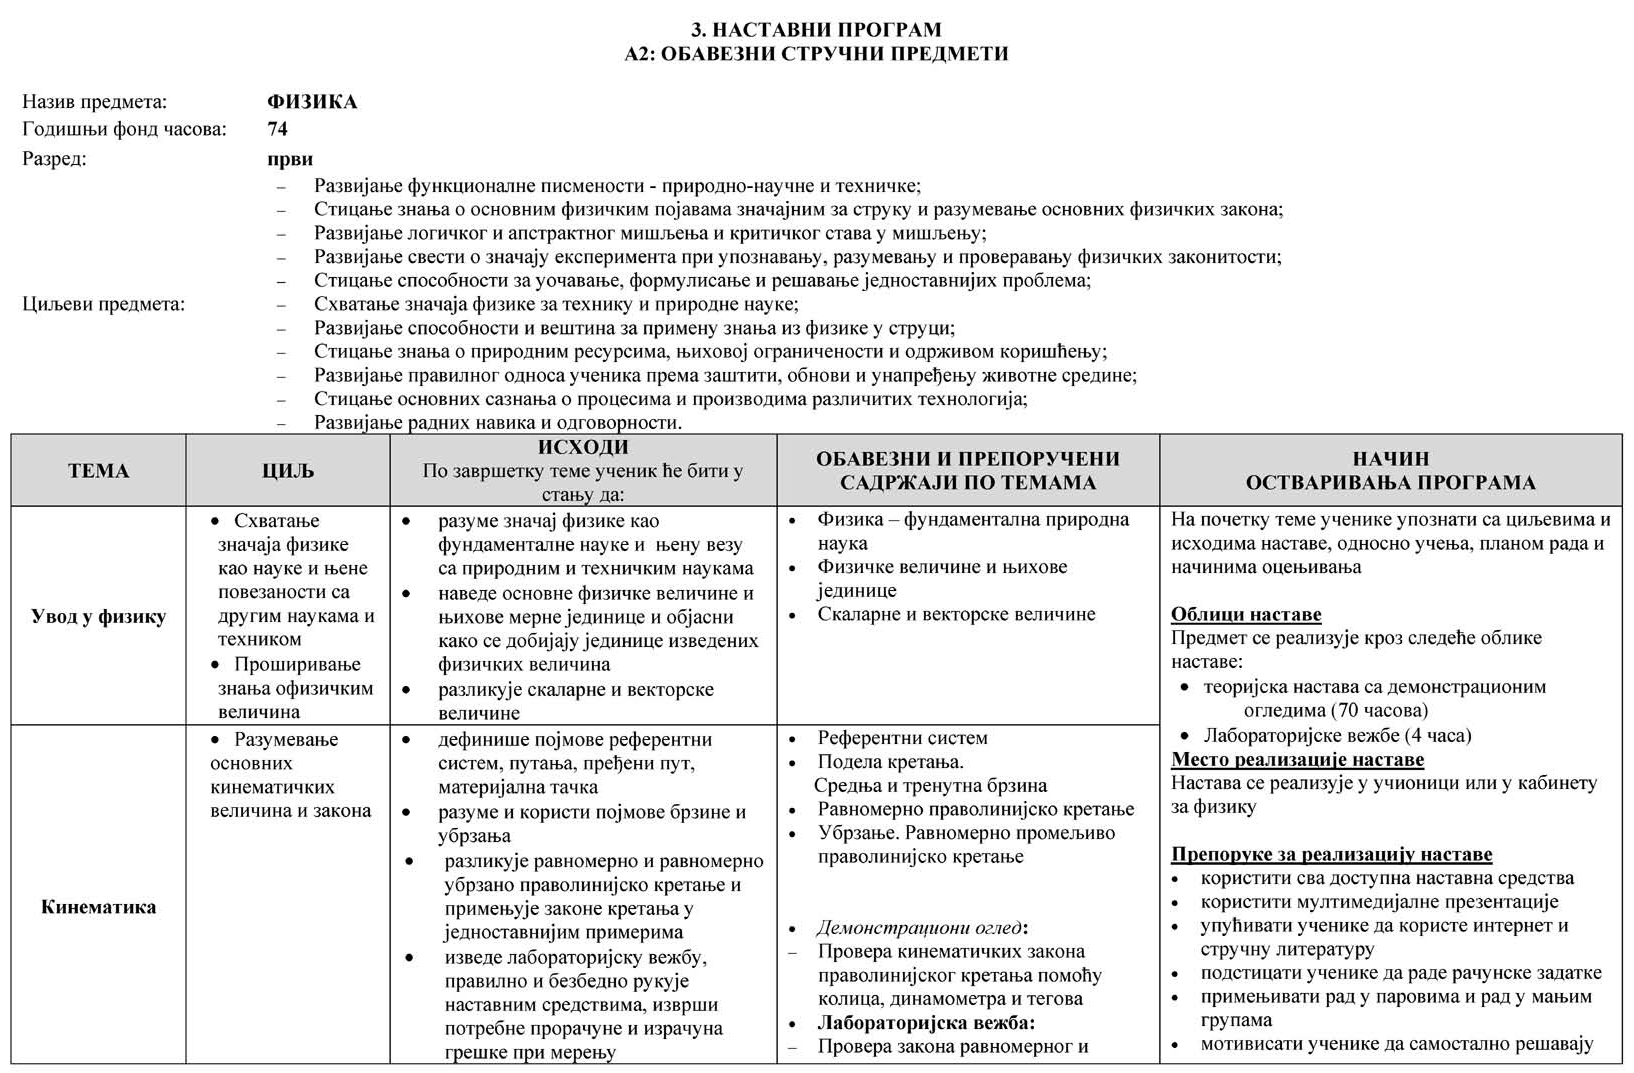 3. НАСТАВНИ ПРОГРАМ
А2: ОБАВЕЗНИ СТРУЧНИ ПРЕДМЕТИ
Назив предмета: ФИЗИКА
Годишњи фонд часова: 74
Разред: први
Циљеви предмета:
– Развијање функционалне писмености - природно-научне и техничке;
– Стицање знања о основним физичким појавама значајним за струку и разумевање основних физичких закона;
– Развијање логичког и апстрактног мишљења и критичког става у мишљењу;
– Развијање свести о значају експеримента при упознавању, разумевању и проверавању физичких законитости;
– Стицање способности за уочавање, формулисање и решавање једноставнијих проблема;
– Схватање значаја физике за технику и природне науке;
– Развијање способности и вештина за примену знања из физике у струци;
– Стицање знања о природним ресурсима, њиховој ограничености и одрживом коришћењу;
– Развијање правилног односа ученика према заштити, обнови и унапређењу животне средине;
– Стицање основних сазнања о процесима и производима различитих технологија;
– Развијање радних навика и одговорности.
ТЕМА
ЦИЉ
ИСХОДИ
По завршетку теме ученик ће бити у
стању да:
ОБАВЕЗНИ И ПРЕПОРУЧЕНИ
САДРЖАЈИ ПО ТЕМАМА
НАЧИН
ОСТВАРИВАЊА ПРОГРАМА
Увод у физику
• Схватање
значаја физике
као науке и њене
повезаности са
другим наукама и
техником
• Проширивање
знања офизичким
величина
• разуме значај физике као
фундаменталне науке и њену везу
са природним и техничким наукама
• наведе основне физичке величине и
њихове мерне јединице и објасни
како се добијају јединице изведених
физичких величина
• разликује скаларне и векторске
величине
• Физика – фундаментална природна
наука
• Физичке величине и њихове
јединице
• Скаларне и векторске величине
На почетку теме ученике упознати са циљевима и
исходима наставе, односно учења, планом рада и
начинима оцењивања
Облици наставе
Предмет се реализује кроз следеће облике
наставе:
• теоријска настава са демонстрационим
огледима (70 часова)
• Лабораторијске вежбе (4 часа)
Место реализације наставе
Настава се реализује у учионици или у кабинету
за физику
Препоруке за реализацију наставе
• користити сва доступна наставна средства
• користити мултимедијалне презентације
• упућивати ученике да користе интернет и
стручну литературу
• подстицати ученике да раде рачунске задатке
• примењивати рад у паровима и рад у мањим
групама
• мотивисати ученике да самостално решавају
Кинематика
• Разумевање
основних
кинематичких
величина и закона
• дефинише појмове референтни
систем, путања, пређени пут,
материјална тачка
• разуме и користи појмове брзине и
убрзања
• разликује равномерно и равномерно
убрзано праволинијско кретање и
примењује законе кретања у
једноставнијим примерима
• изведе лабораторијску вежбу,
правилно и безбедно рукује
наставним средствима, изврши
потребне прорачуне и израчуна
грешке при мерењу
• Референтни систем
• Подела кретања.
Средња и тренутна брзина
• Равномерно праволинијско кретање
• Убрзање. Равномерно промељиво
праволинијско кретање
• Демонстрациони оглед:
– Провера кинематичких закона
праволинијског кретања помоћу
колица, динамометра и тегова
• Лабораторијска вежба:
– Провера закона равномерног и